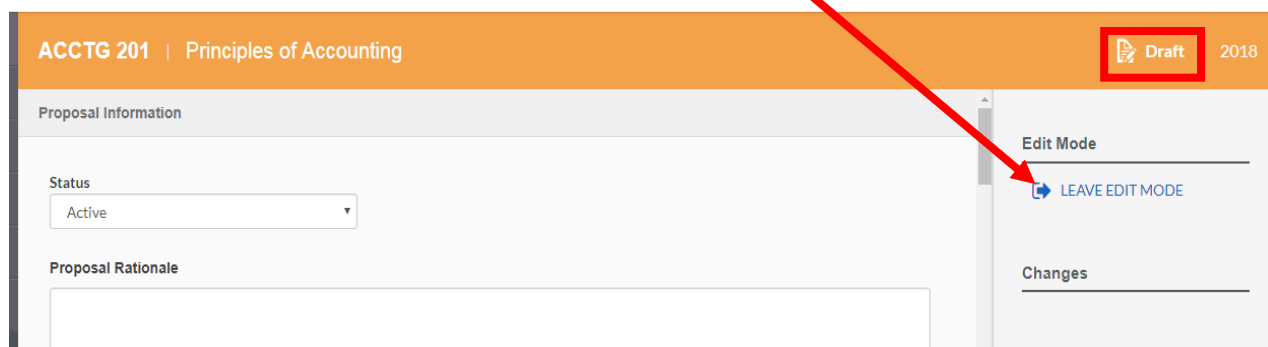 ACCTG 201 | Principles of Accounting
Draft
2018
Proposal Information
Status
Active
Proposal Rationale
Edit Mode
LEAVE EDIT MODE
Changes